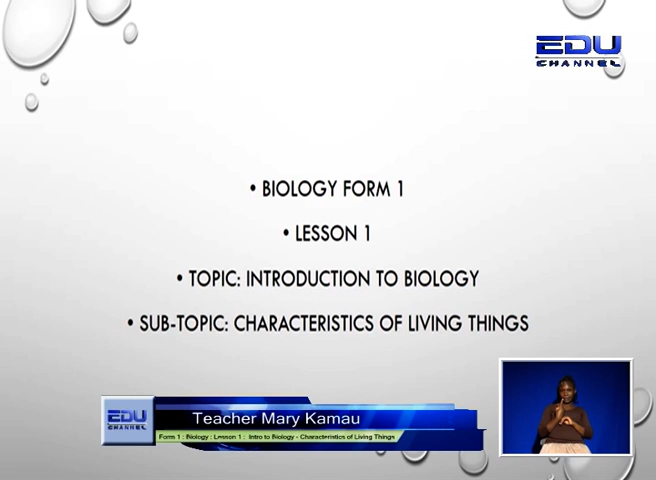 EDU
CHANNEL
• BIOLOGY FORM 1
• LESSON 1
• TOPIC: INTRODUCTION TO BIOLOGY
• SUB-TOPIC: CHARACTERISTICS OF LIVING THINGS
EDU
CHANNEL
Teacher Mary Kamau
Form 1 : Biology : Lesson 1 : Intro to Biology - Characteristics of Living Things